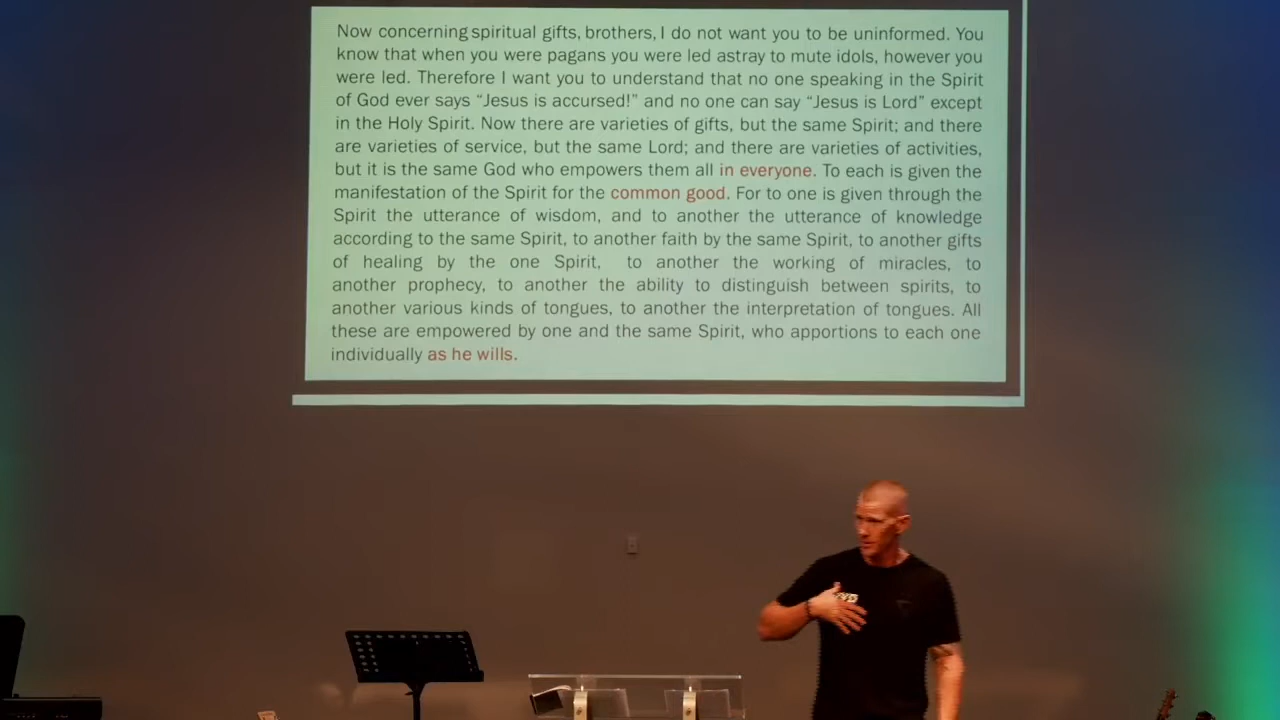 Now concerning spiritual gifts, brothers, I do not want you to be uninformed. You
know that when you were pagans you were led astray to mute idols, however you
were led. Therefore I want you to understand that no one speaking in the Spirit
of God ever says “Jesus is accursed!” and no one can say “Jesus is Lord” except
in the Holy Spirit. Now there are varieties of gifts, but the same Spirit; and there
are varieties of service, but the same Lord; and there are varieties of activities,
but it is the same God who empowers them all in everyone. To each is given the
manifestation of the Spirit for the common good. For to one is given through the
Spirit the utterance of wisdom, and to another the utterance of knowledge
according to the same Spirit, to another faith by the same Spirit, to another gifts
of healing by the one Spirit, to another the working of miracles, to
another prophecy, to another the ability to distinguish between spirits, to
another various kinds of tongues, to another the interpretation of tongues. All
these are empowered by one and the same Spirit, who apportions to each one
individually as he wills.